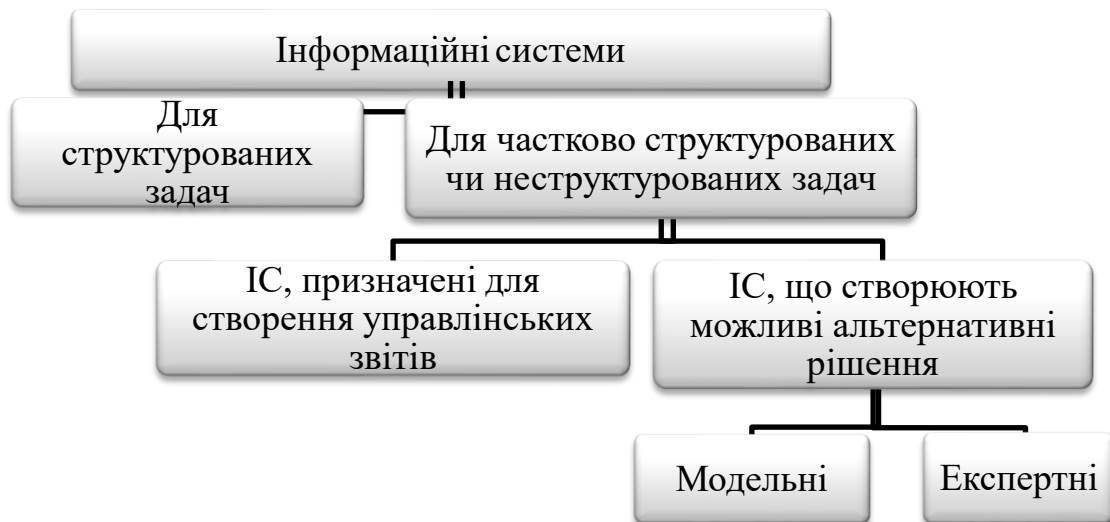 Інформаційні системи
Для
структурованих
задач
Для частково структурованих
чи неструктурованих задач
ІС, призначені для
створення управлінських
звітів
ІС, що створюють
можливі альтернативні
рішення
Модельні
Експертні